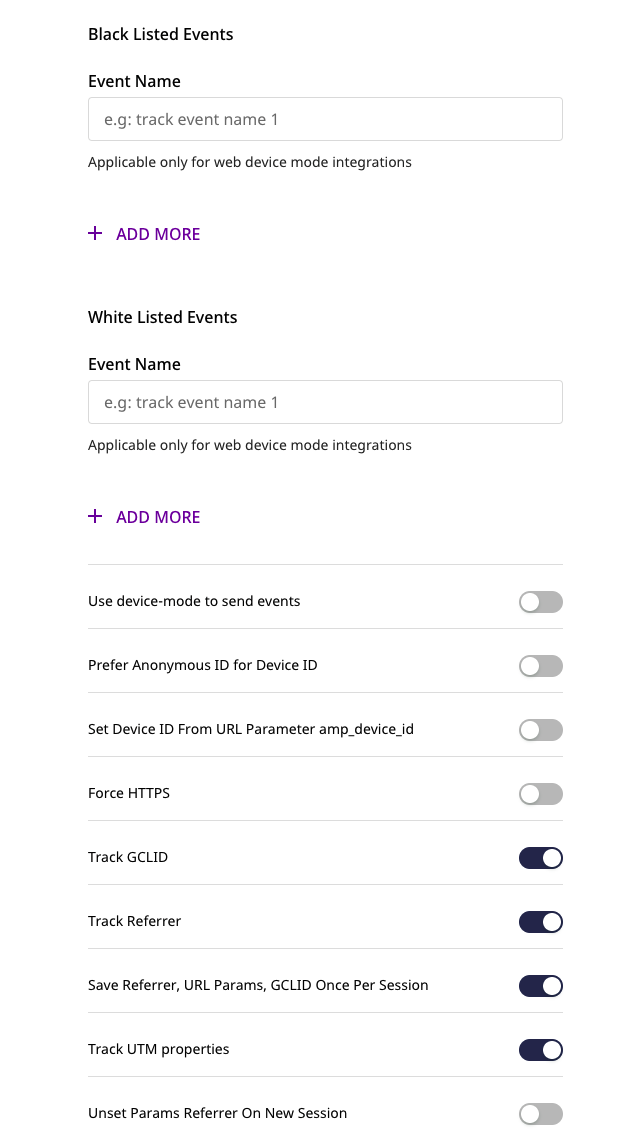 Black Listed Events
Event Name
e.g: track event name 1
Applicable only for web device mode integrations
+ ADD MORE
White Listed Events
Event Name
e.g: track event name 1
Applicable only for web device mode integrations
+ ADD MORE
Use device-mode to send events
Prefer Anonymous ID for Device ID
Set Device ID From URL Parameter amp_device_id
Force HTTPS
Track GCLID
Track Referrer
Save Referrer, URL Params, GCLID Once Per Session
Track UTM properties
Unset Params Referrer On New Session